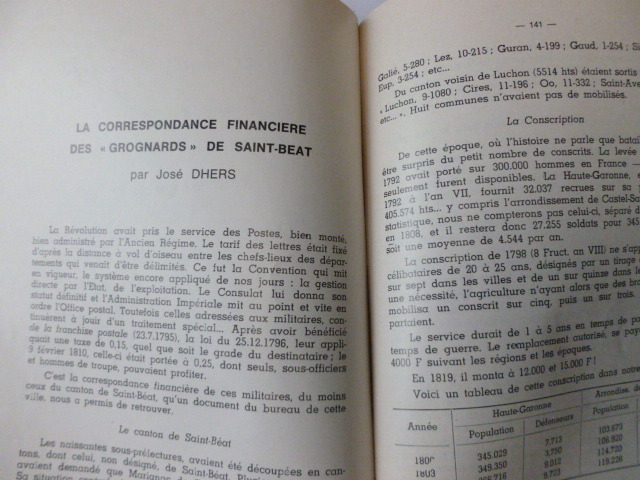 LA CORRESPONDANCE FINANCIERE
DES « GROGNARDS » DE SAINT-BEAT
par José DHERS
La Révolution avait pris le service des Postes, bien monté,
bien administré par l'Ancien Régime. Le tarif des lettres était fixé
d'après la distance à vol d'oiseau entre les chefs-lieux des dépar-
tements qui venait d'être délimités. Ce fut la Convention qui mit
en vigueur, le système encore appliqué de nos jours : la gestion
directe par l'Etat, de l'exploitation. Le Consulat lui donna son
statut définitif et l'Administration Impériale mit au point et vite en
ordre l'Office postal. Toutefois celles adressées aux militaires, con-
tinuèrent à jouir d'un traitement spécial... Après avoir bénéficié
de la franchise postale (23.7.1795), la loi du 25.12.1796, leur appli-
quait une taxe de 0,15, quel que soit le grade du destinataire ; le
9 février 1810, celle-ci était portée à 0,25, dont seuls, sous-officiers
et hommes de troupe, pouvaient profiter.
C'est la correspondance financière de ces militaires, du moins
ceux du canton de Saint-Béat, qu'un document du bureau de cette
ville, nous a permis de retrouver.
Le canton de Saint-Béat
Les naissantes sous-préfectures, avaient été découpées en can-
tons, dont celui, non désigné, de Saint-Béat.
avaient demandé que
— 141 —
Galié, 5-280 ; Lez, 10-215 ; Guran, 4-199 ; Gaud, 1-254 ;
Eup, 3-254 ; etc...
Du canton voisin de Luchon (5514 hts) étaient sortis
« Luchon, 9-1080 ; Cires, 11-196 ; Oo, 11-332 ;
etc... ». Huit communes n'avaient pas de mobilisés.
La Conscription
De cette époque, où l'histoire ne parle que
être surpris du petit nombre de conscrits. La levée
1792 avait porté sur 300.000 hommes en France —
seulement furent disponibles. La Haute-Garonne,
1792 à l'an VII, fournit 32.037 recrues sur sa
405.574 hts... y compris l'arrondissement de
statistique, nous ne compterons pas celui-ci, séparé
en 1808, et il restera donc 27.255 soldats pour
soit une moyenne de 4.544 par an.
La conscription de 1798 (8 Fruct. an VIII) ne
célibataires de 20 à 25 ans, désignés par un tirage
sur sept dans les villes et de un sur quinze dans
une nécessité, l'agriculture n'ayant alors que des
mobilisa un conscrit sur cinq, puis un sur trois.
partaient.
Le service durait de 1 à 5 ans en temps de
temps de guerre. Le remplacement autorisé, se
4000 F suivant les régions et les époques.
En 1819, il monta à 12.000 et 15.000 F !
Voici un tableau de cette conscription dans
Année Haute-Garonne
Population Défenseurs Population
345.029 7.712 103.673
1803 349.350 3.750 106.920
9.012 114.720